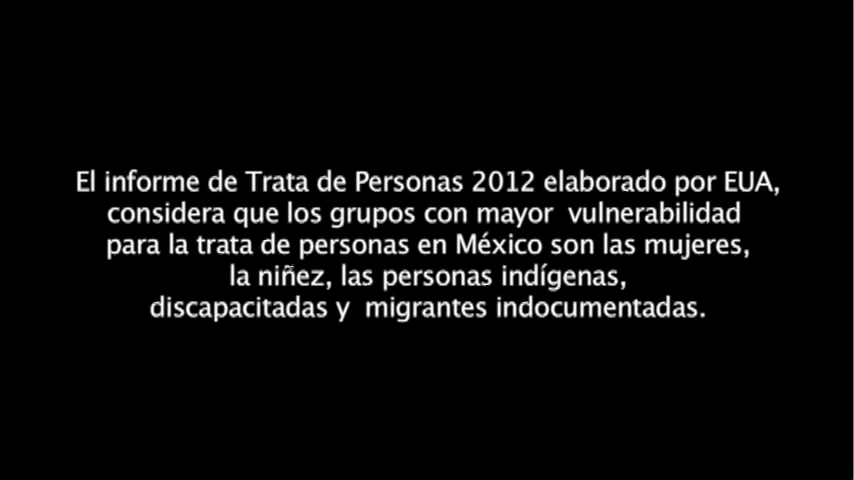 El informe de Trata de Personas 2012 elaborado por EUA,
considera que los grupos con mayor  vulnerabilidad
para la trata de personas en México son las mujeres,
la niñez, las personas indígenas,
discapacitadas y  migrantes indocumentadas.